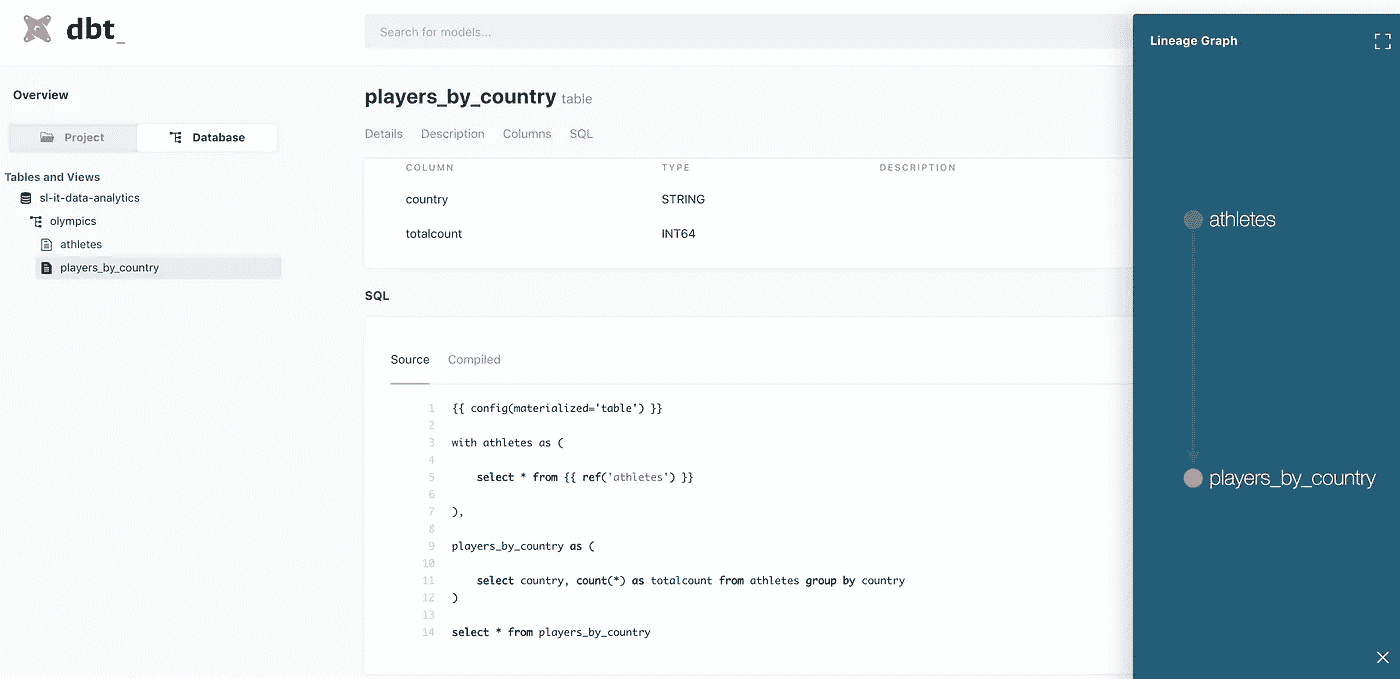 dbt_
Search for models...
Lineage Graph
Overview
Project Database
Tables and Views
sl-it-data-analytics
olympics
athletes
players_by_country
players_by_country table
Details Description Columns SQL
COLUMN TYPE DESCRIPTION
country STRING
totalcount INT64
SQL
Source Compiled
1 {{ config(materialized='table') }}
2
3 with athletes as (
4
5 select * from {{ ref('athletes') }}
6
7 ),
8
9 players_by_country as (
10
11 select country, count(*) as totalcount from athletes group by country
12 )
13
14 select * from players_by_country
athletes
players_by_country